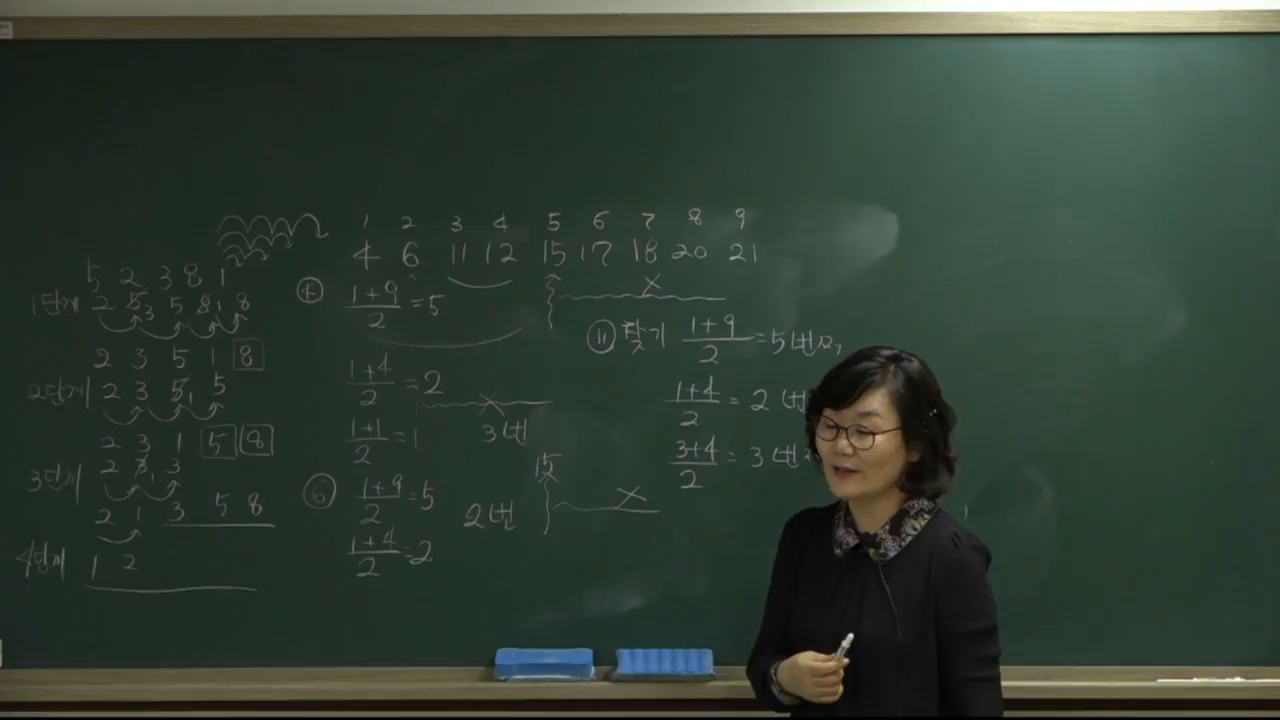 5 2 3 8 1
1단계 2 5 3 5 8 1 8
2 3 5 1 8
2단계 2 3 5 1 5
2 3 1 5 8
3단계 2 3 1 3
2 1 3 5 8
4단계 1 2
1 2 3 4 5 6 7 8 9
4 6 11 12 15 17 18 20 21
④ 1+9/2=5
1+4/2=2
3번
1+1/2=1
⑥ 1+9/2=5
2번
15
1+4/2=2
⑪ 찾기 1+9/2=5번째,
1+4/2=2번
3+4/2=3번